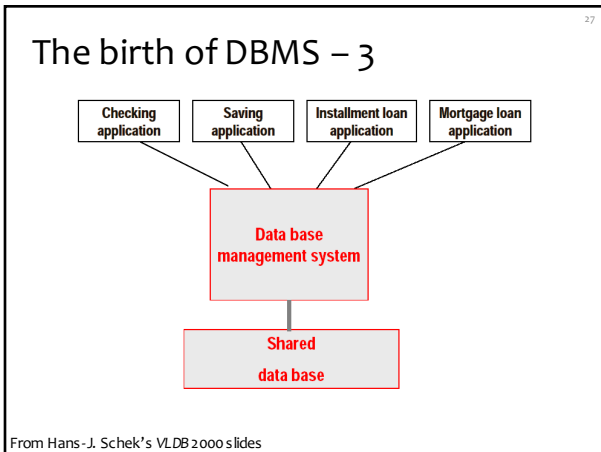 27
The birth of DBMS – 3
Checking
application
Saving
application
Installment loan
application
Mortgage loan
application
Data base
management system
Shared
data base
From Hans-J. Schek's VLDB 2000 slides